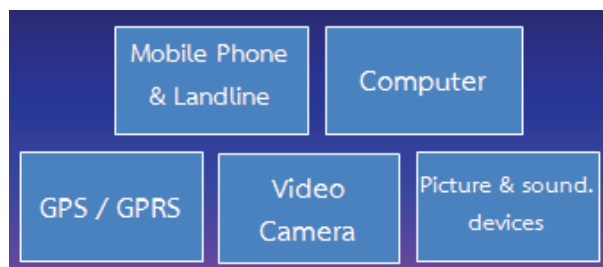 Mobile Phone
& Landline
Computer
GPS / GPRS
Video
Camera
Picture & sound.
devices